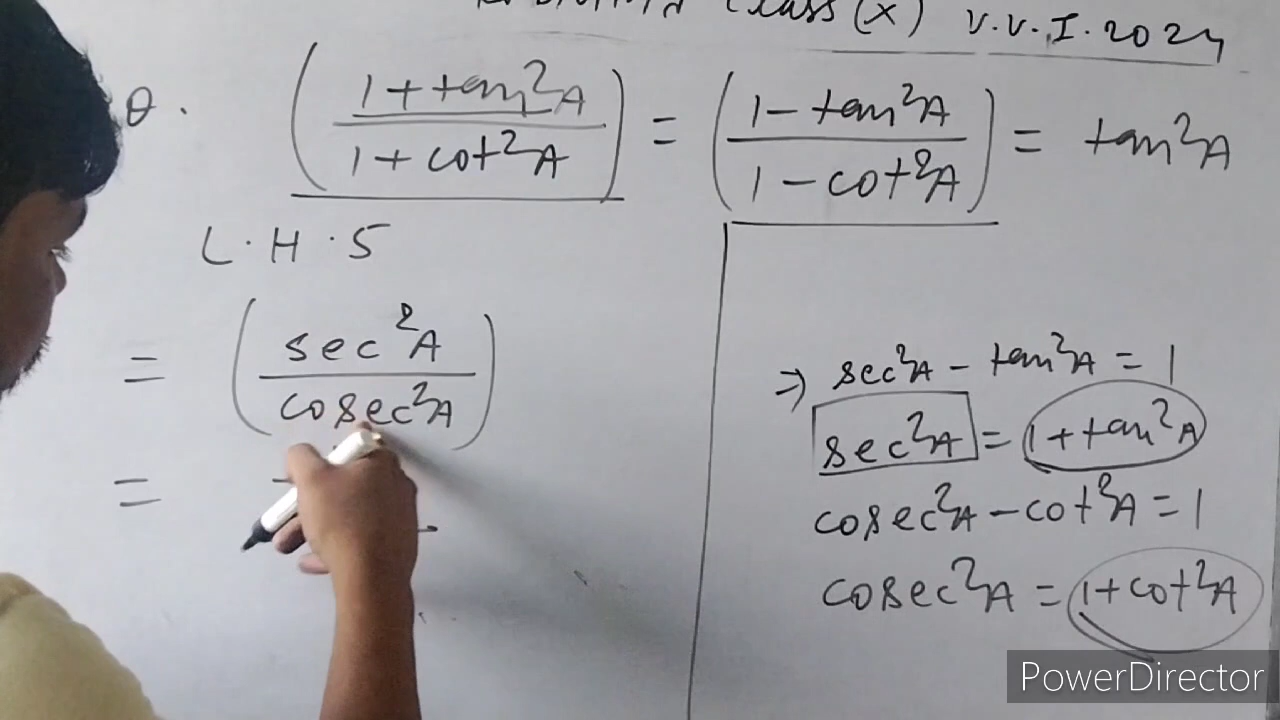 Class (X) V.V.I. 2024
θ. (1 + tan²A / 1 + cot²A) = (1 - tan²A / 1 - cot²A) = tan²A
L.H.S
= (sec²A / cosec²A)
=
⇒ sec²A - tan²A = 1
sec²A = 1 + tan²A
cosec²A - cot²A = 1
cosec²A = 1 + cot²A
PowerDirector